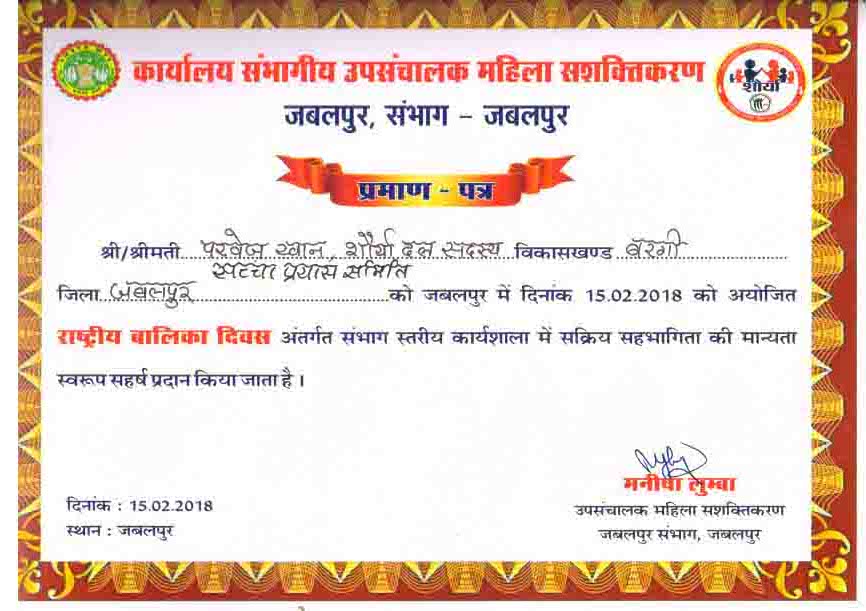 कार्यालय संभागीय उपसंचालक महिला सशक्तिकरण
शौर्या
जबलपुर, संभाग – जबलपुर
प्रमाण - पत्र
श्री/श्रीमती परवेज खान, शौर्या दल सदस्य विकासखण्ड बरगी
सच्चा प्रयास समिति
जिला जबलपुर को जबलपुर में दिनांक 15.02.2018 को अयोजित
राष्ट्रीय बालिका दिवस अंतर्गत संभाग स्तरीय कार्यशाला में सक्रिय सहभागिता की मान्यता
स्वरूप सहर्ष प्रदान किया जाता है ।
मनीषा लुम्बा
दिनांक : 15.02.2018
उपसंचालक महिला सशक्तिकरण
स्थान : जबलपुर
जबलपुर संभाग, जबलपुर